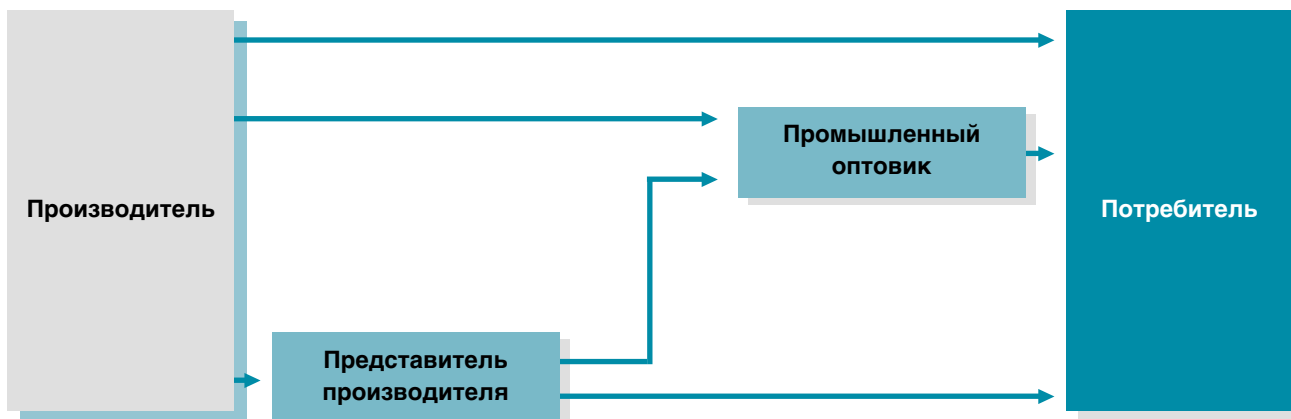 Промышленный
оптовик
Производитель
Потребитель
Представитель
производителя